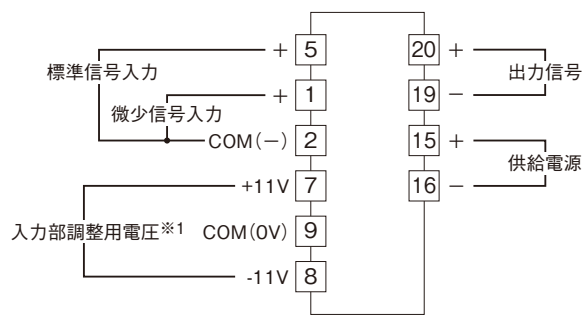 標準信号入力
+ 5
微少信号入力
+ 1
COM(−) 2
入力部調整用電圧※1
+11V 7
COM(0V) 9
-11V 8
20 +
19 −
出力信号
15 +
16 −
供給電源